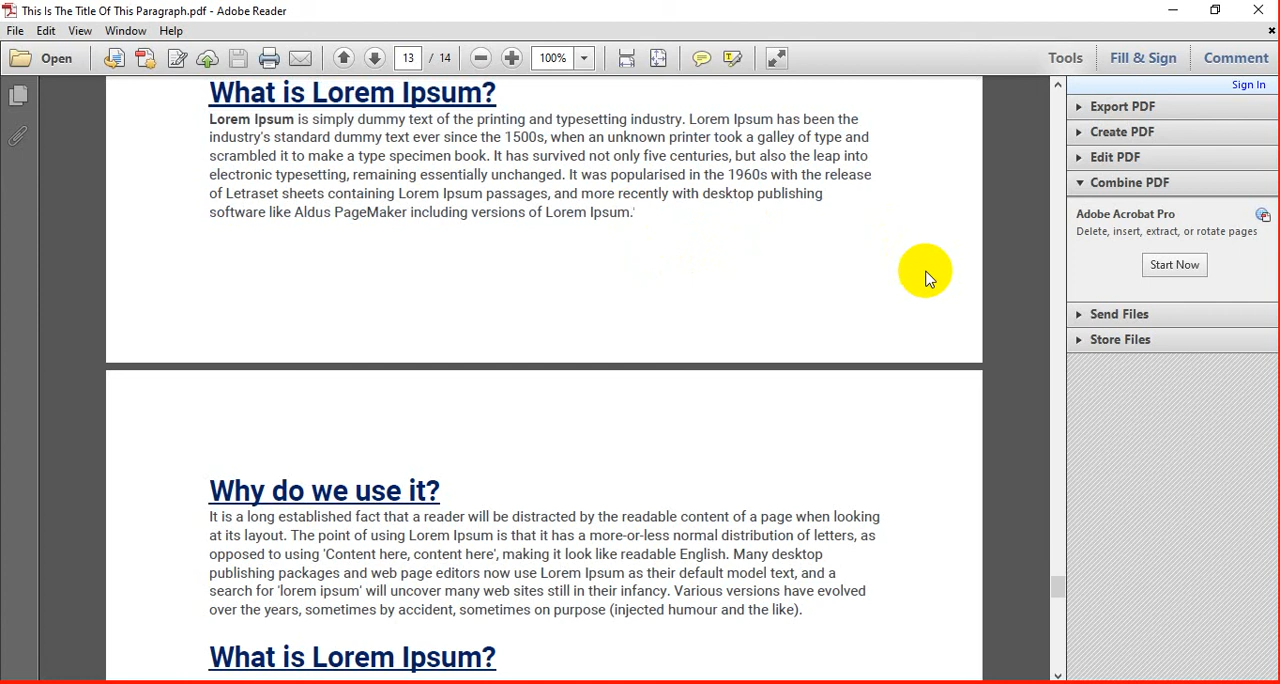 This Is The Title Of This Paragraph.pdf - Adobe Reader
File Edit View Window Help
Open 13 / 14 100% Tools Fill & Sign Comment
Sign In
Export PDF
Create PDF
Edit PDF
Combine PDF
Adobe Acrobat Pro
Delete, insert, extract, or rotate pages
Start Now
Send Files
Store Files
What is Lorem Ipsum?
Lorem Ipsum is simply dummy text of the printing and typesetting industry. Lorem Ipsum has been the
industry's standard dummy text ever since the 1500s, when an unknown printer took a galley of type and
scrambled it to make a type specimen book. It has survived not only five centuries, but also the leap into
electronic typesetting, remaining essentially unchanged. It was popularised in the 1960s with the release
of Letraset sheets containing Lorem Ipsum passages, and more recently with desktop publishing
software like Aldus PageMaker including versions of Lorem Ipsum.'
Why do we use it?
It is a long established fact that a reader will be distracted by the readable content of a page when looking
at its layout. The point of using Lorem Ipsum is that it has a more-or-less normal distribution of letters, as
opposed to using 'Content here, content here', making it look like readable English. Many desktop
publishing packages and web page editors now use Lorem Ipsum as their default model text, and a
search for 'lorem ipsum' will uncover many web sites still in their infancy. Various versions have evolved
over the years, sometimes by accident, sometimes on purpose (injected humour and the like).
What is Lorem Ipsum?